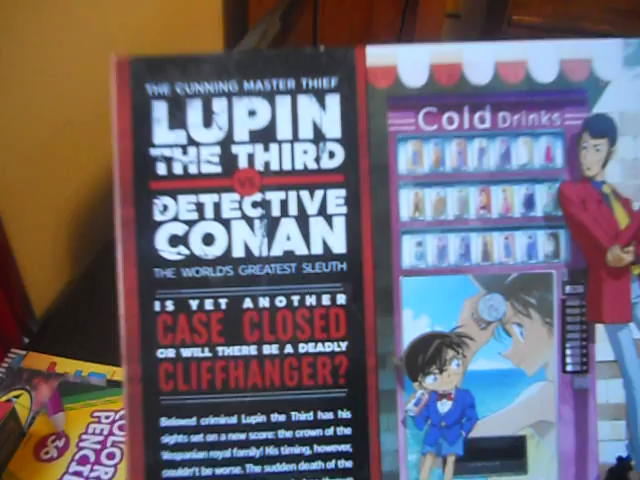 THE CUNNING MASTER THIEF
LUPIN
THE THIRD
VS
DETECTIVE
CONAN
THE WORLD'S GREATEST SLEUTH
IS YET ANOTHER
CASE CLOSED
OR WILL THERE BE A DEADLY
CLIFFHANGER?
Beloved criminal Lupin the Third has his
sights set on a new score: the crown of the
Vespanian royal family! His timing, however,
couldn't be worse. The sudden death of the
Cold Drinks
36
COLOR
PENCI